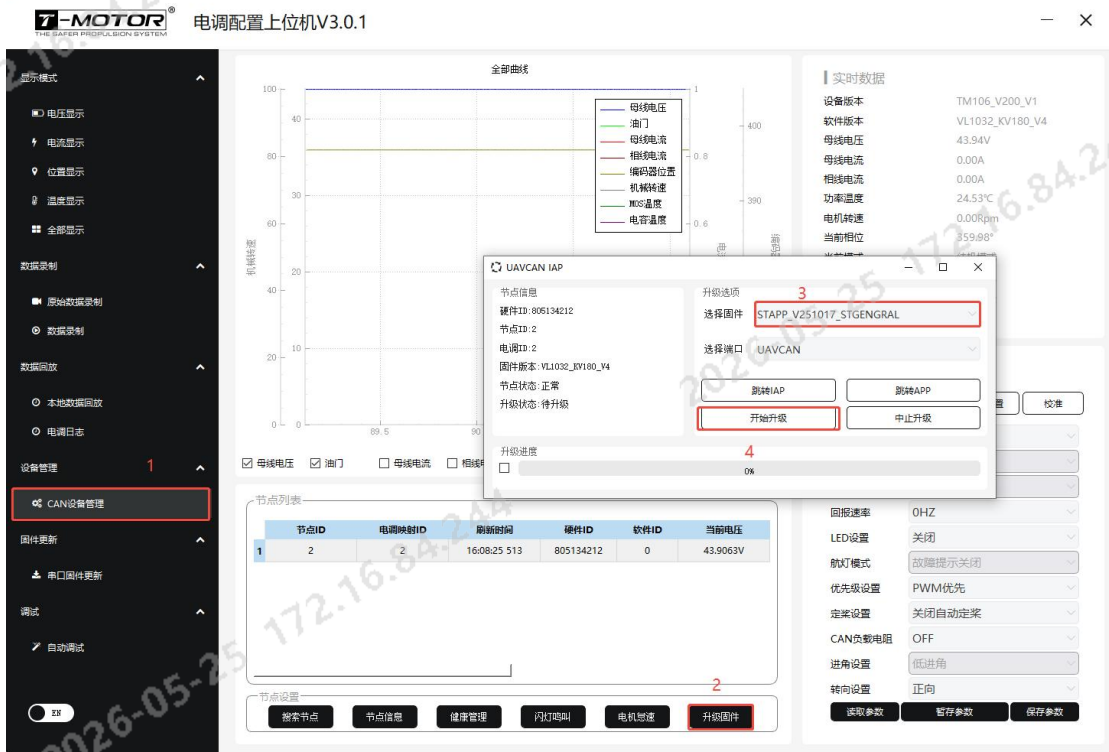 T-MOTOR®
THE SAFER PROPULSION SYSTEM
电调配置上位机V3.0.1
显示模式
电压显示
电流显示
位置显示
温度显示
全部显示
数据录制
原始数据录制
数据录制
数据回放
本地数据回放
电调日志
设备管理
1
CAN设备管理
固件更新
串口固件更新
调试
自动调试
EN
全部曲线
100
80
60
40
20
0
机械转速
40
30
20
10
0
89.5
90
1
0.8
0.6
400
390
母线电压
油门
母线电流
相线电流
编码器位置
机械转速
MOS温度
电容温度
母线电压
油门
母线电流
实时数据
设备版本 TM106_V200_V1
软件版本 VL1032_KV180_V4
母线电压 43.94V
母线电流 0.00A
相线电流 0.00A
功率温度 24.53℃
电机转速 0.00Rpm
当前相位 359.98°
UAVCAN IAP
节点信息
硬件ID:805134212
节点ID:2
电调ID:2
固件版本:VL1032_KV180_V4
节点状态:正常
升级状态:待升级
升级选项
3
选择固件 STAPP_V251017_STGENGRAL
选择端口 UAVCAN
跳转IAP
跳转APP
开始升级
中止升级
升级进度
4
0%
校准
节点列表
节点ID 电调映射ID 刷新时间 硬件ID 软件ID 当前电压
1 2 2 16:08:25 513 805134212 0 43.9063V
节点设置
2
搜索节点 节点信息 健康管理 闪灯鸣叫 电机怠速 升级固件
回报速率 0HZ
LED设置 关闭
航灯模式 故障提示关闭
优先级设置 PWM优先
定桨设置 关闭自动定桨
CAN负载电阻 OFF
进角设置 低进角
转向设置 正向
读取参数 暂存参数 保存参数
2026-05-25 172.16.84.244